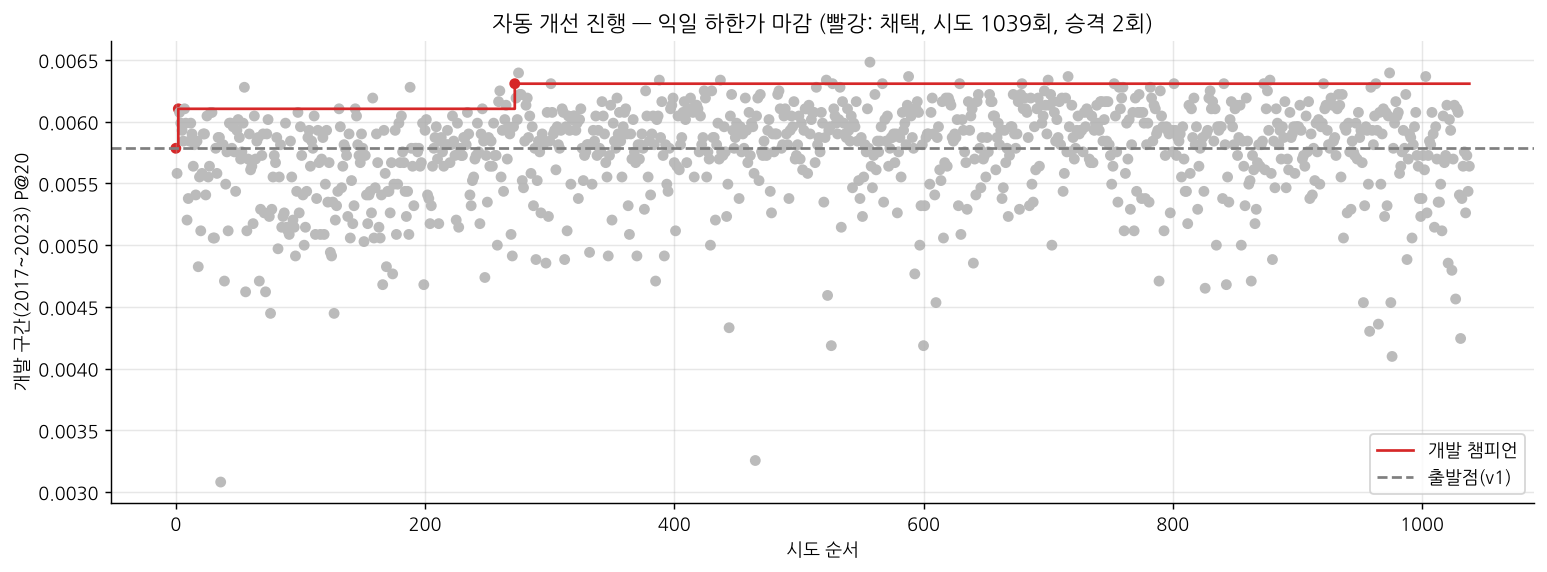 자동 개선 진행 — 익일 하한가 마감 (빨강: 채택, 시도 1039회, 승격 2회)
개발 구간(2017~2023) P@20
0.0065
0.0060
0.0055
0.0050
0.0045
0.0040
0.0035
0.0030
개발 챔피언
출발점(v1)
0 200 400 600 800 1000
시도 순서